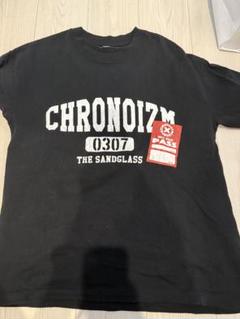 CHRONOIZM
0307
THE SANDGLASS
PASS